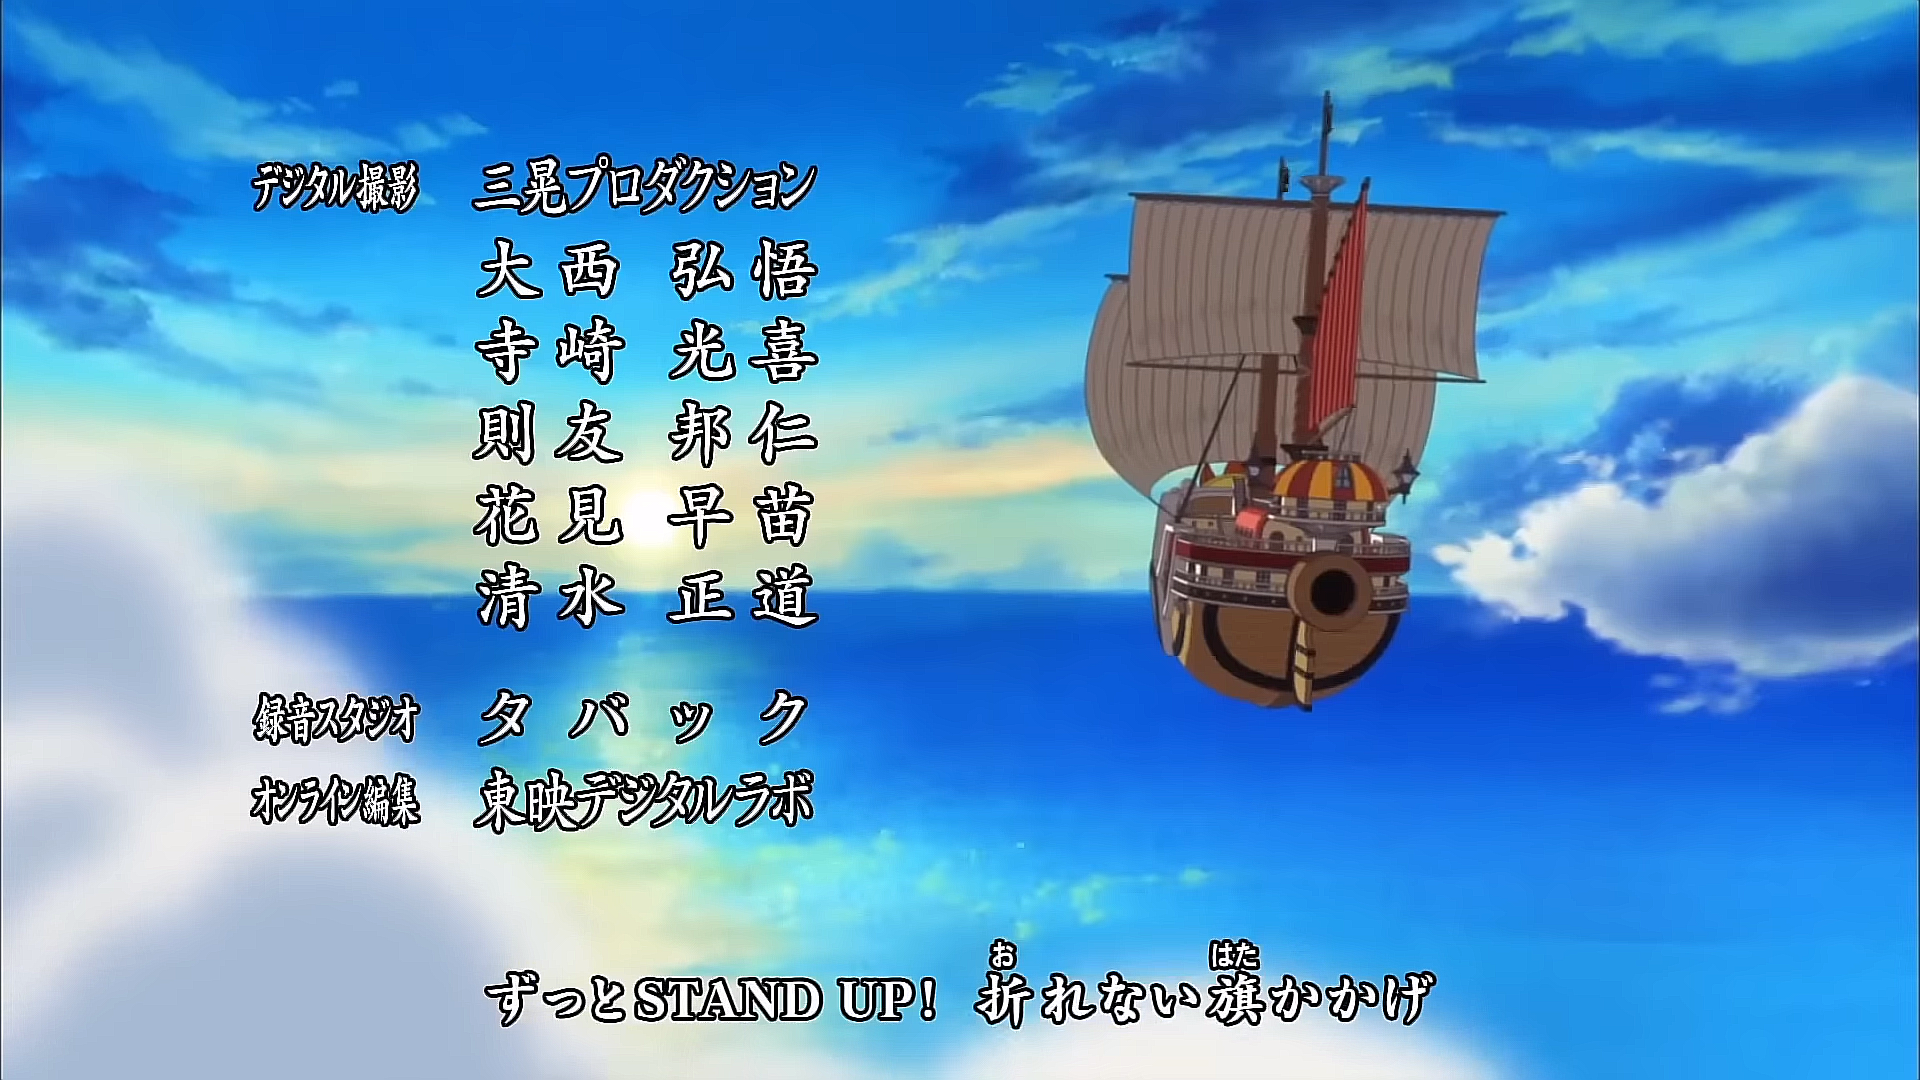 デジタル撮影 三晃プロダクション
大西 弘悟
寺崎 光喜
則友 邦仁
花見 早苗
清水 正道
録音スタジオ タバック
オンライン編集 東映デジタルラボ
お はた
ずっとSTAND UP! 折れない旗かかげ